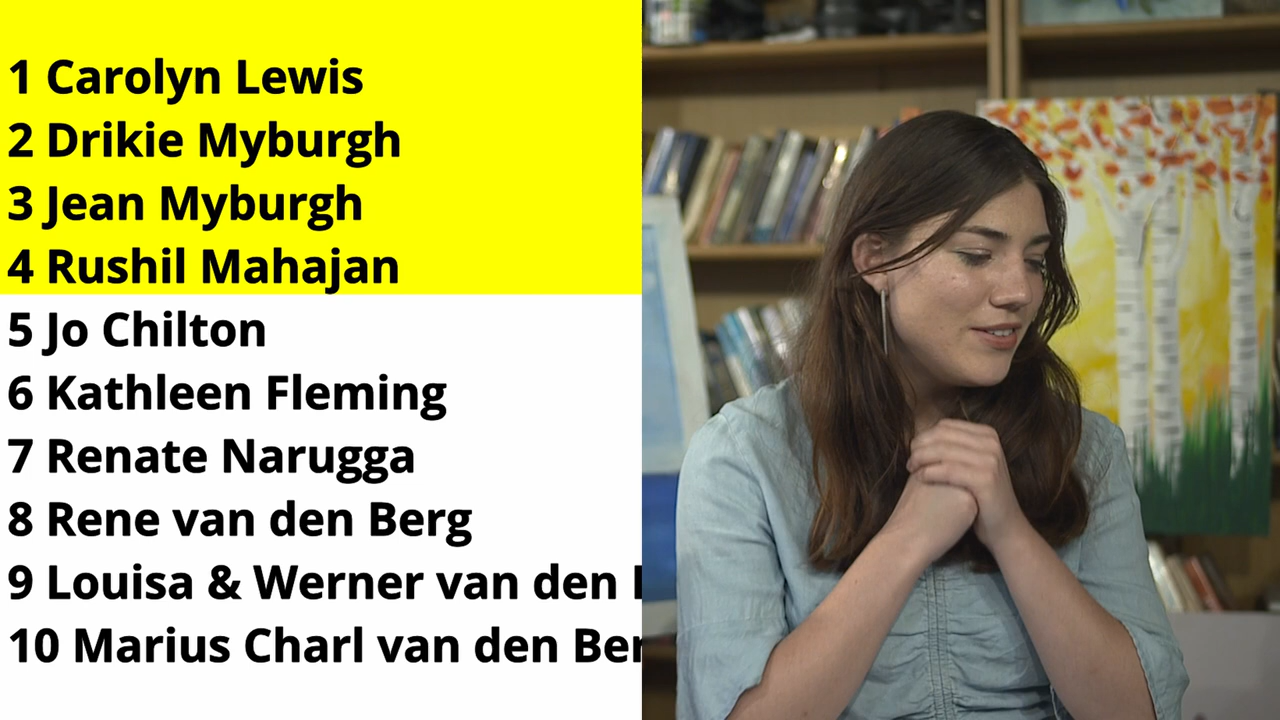 1 Carolyn Lewis
2 Drikie Myburgh
3 Jean Myburgh
4 Rushil Mahajan
5 Jo Chilton
6 Kathleen Fleming
7 Renate Narugga
8 Rene van den Berg
9 Louisa & Werner van den
10 Marius Charl van den